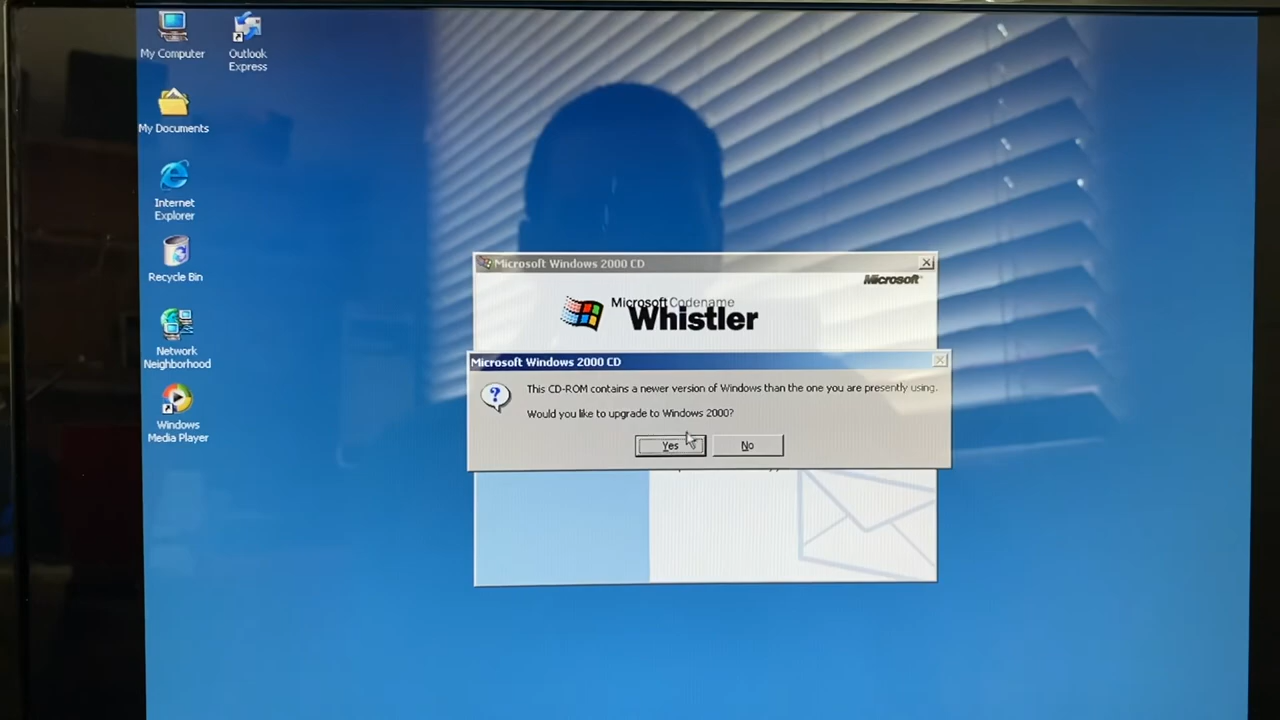 My Computer
Outlook
Express
My Documents
Internet
Explorer
Recycle Bin
Network
Neighborhood
Windows
Media Player
Microsoft Windows 2000 CD
Microsoft
Microsoft Codename
Whistler
Microsoft Windows 2000 CD
This CD-ROM contains a newer version of Windows than the one you are presently using.
Would you like to upgrade to Windows 2000?
Yes
No